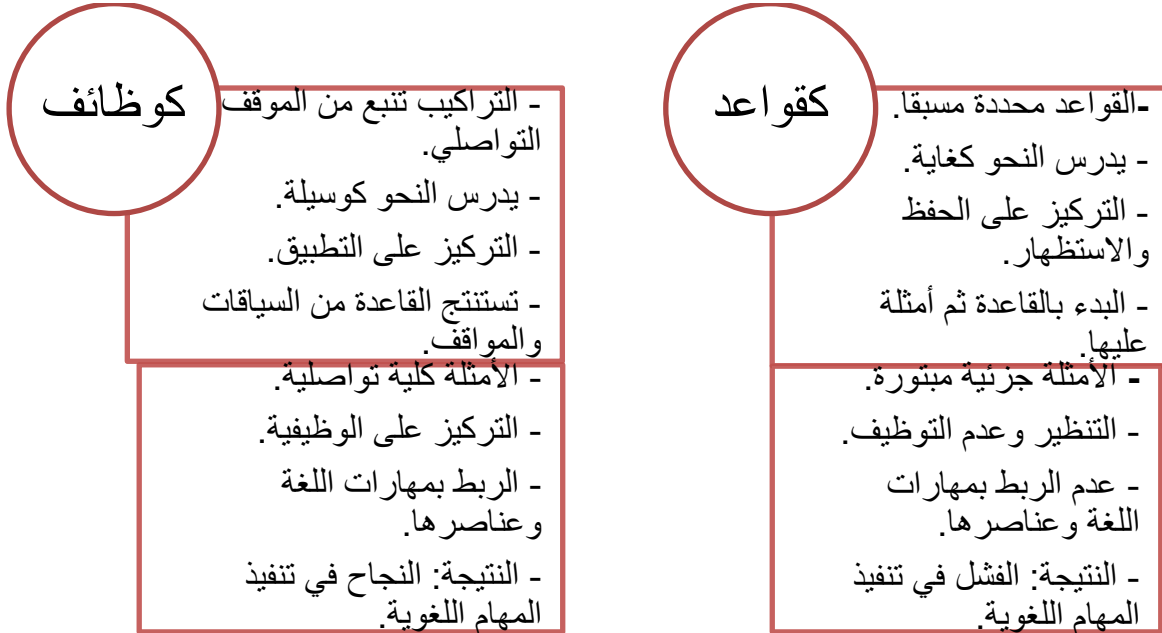 كقواعد
-القواعد محددة مسبقا.
- يدرس النحو كغاية.
- التركيز على الحفظ
والاستظهار.
- البدء بالقاعدة ثم أمثلة
عليها.
- الأمثلة جزئية مبتورة.
- التنظير وعدم التوظيف.
- عدم الربط بمهارات
اللغة وعناصرها.
- النتيجة: الفشل في تنفيذ
المهام اللغوية.
كوظائف
- التراكيب تنبع من الموقف
التواصلي.
- يدرس النحو كوسيلة.
- التركيز على التطبيق.
- تستنتج القاعدة من السياقات
والمواقف.
- الأمثلة كلية تواصلية.
- التركيز على الوظيفية.
- الربط بمهارات اللغة
وعناصرها.
- النتيجة: النجاح في تنفيذ
المهام اللغوية.